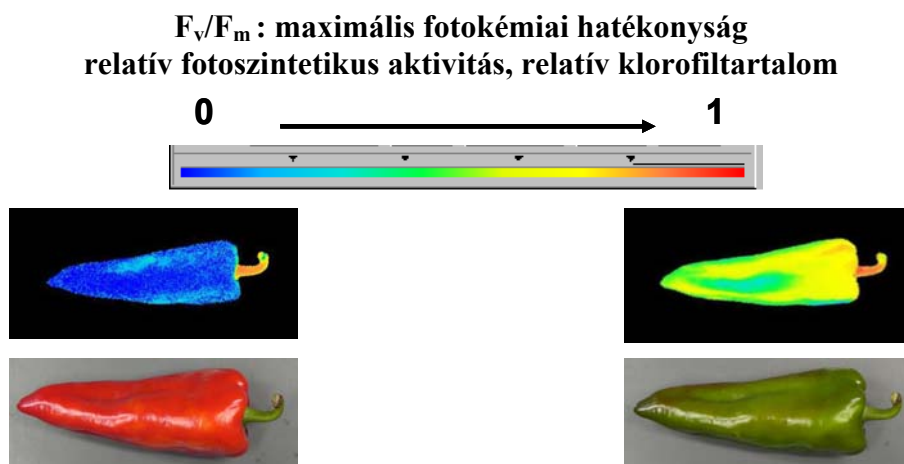 Fv/Fm : maximális fotokémiai hatékonyság
relatív fotoszintetikus aktivitás, relatív klorofiltartalom
0 1